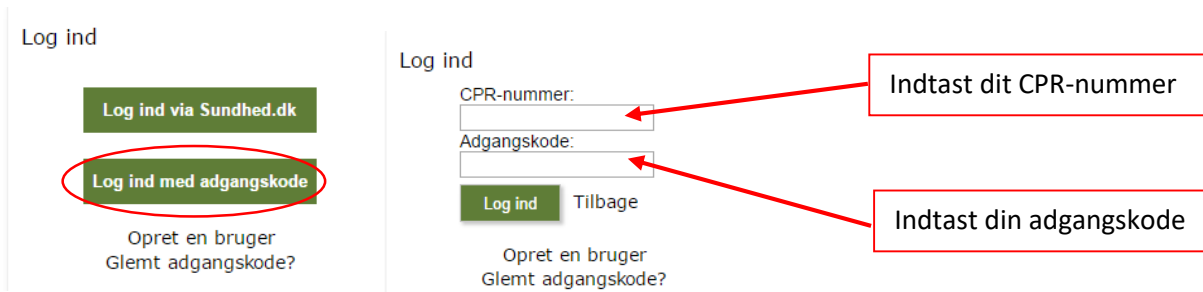 Log ind
Log ind via Sundhed.dk
Log ind med adgangskode
Opret en bruger
Glemt adgangskode?
Log ind
CPR-nummer:
Adgangskode:
Log ind Tilbage
Opret en bruger
Glemt adgangskode?
Indtast dit CPR-nummer
Indtast din adgangskode